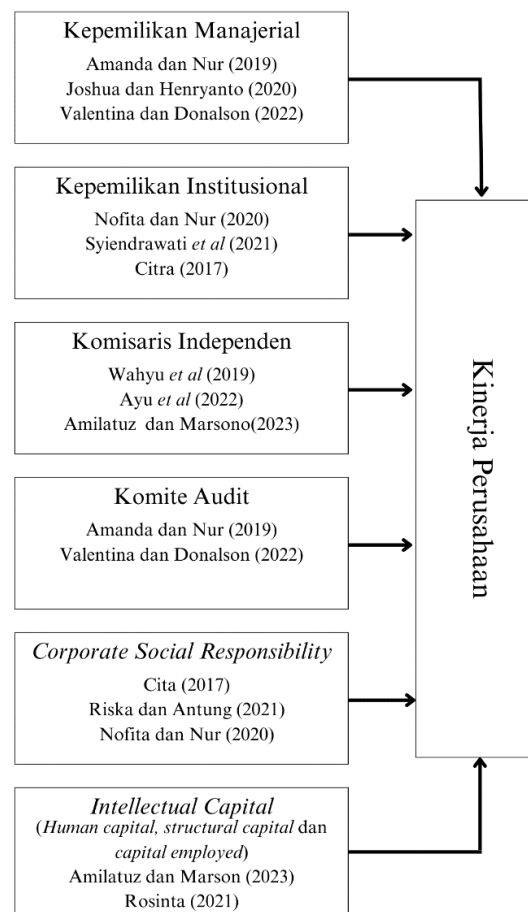 Kepemilikan Manajerial
Amanda dan Nur (2019)
Joshua dan Henryanto (2020)
Valentina dan Donalson (2022)
Kepemilikan Institusional
Nofita dan Nur (2020)
Syiendrawati et al (2021)
Citra (2017)
Komisaris Independen
Wahyu et al (2019)
Ayu et al (2022)
Amilatuz dan Marsono(2023)
Komite Audit
Amanda dan Nur (2019)
Valentina dan Donalson (2022)
Corporate Social Responsibility
Cita (2017)
Riska dan Antung (2021)
Nofita dan Nur (2020)
Intellectual Capital
(Human capital, structural capital dan
capital employed)
Amilatuz dan Marson (2023)
Rosinta (2021)
Kinerja Perusahaan